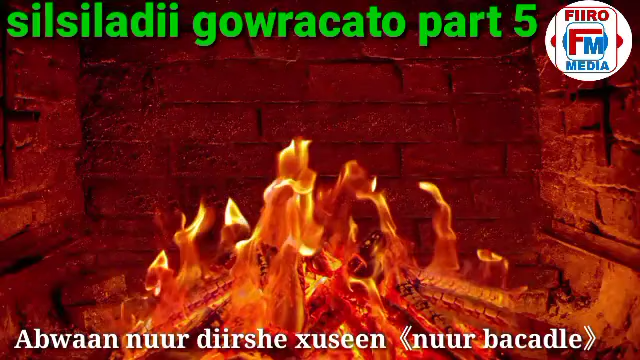 silsiladii gowracato part 5
FIIRO
FM
MEDIA
Abwaan nuur diirshe xuseen《nuur bacadle》